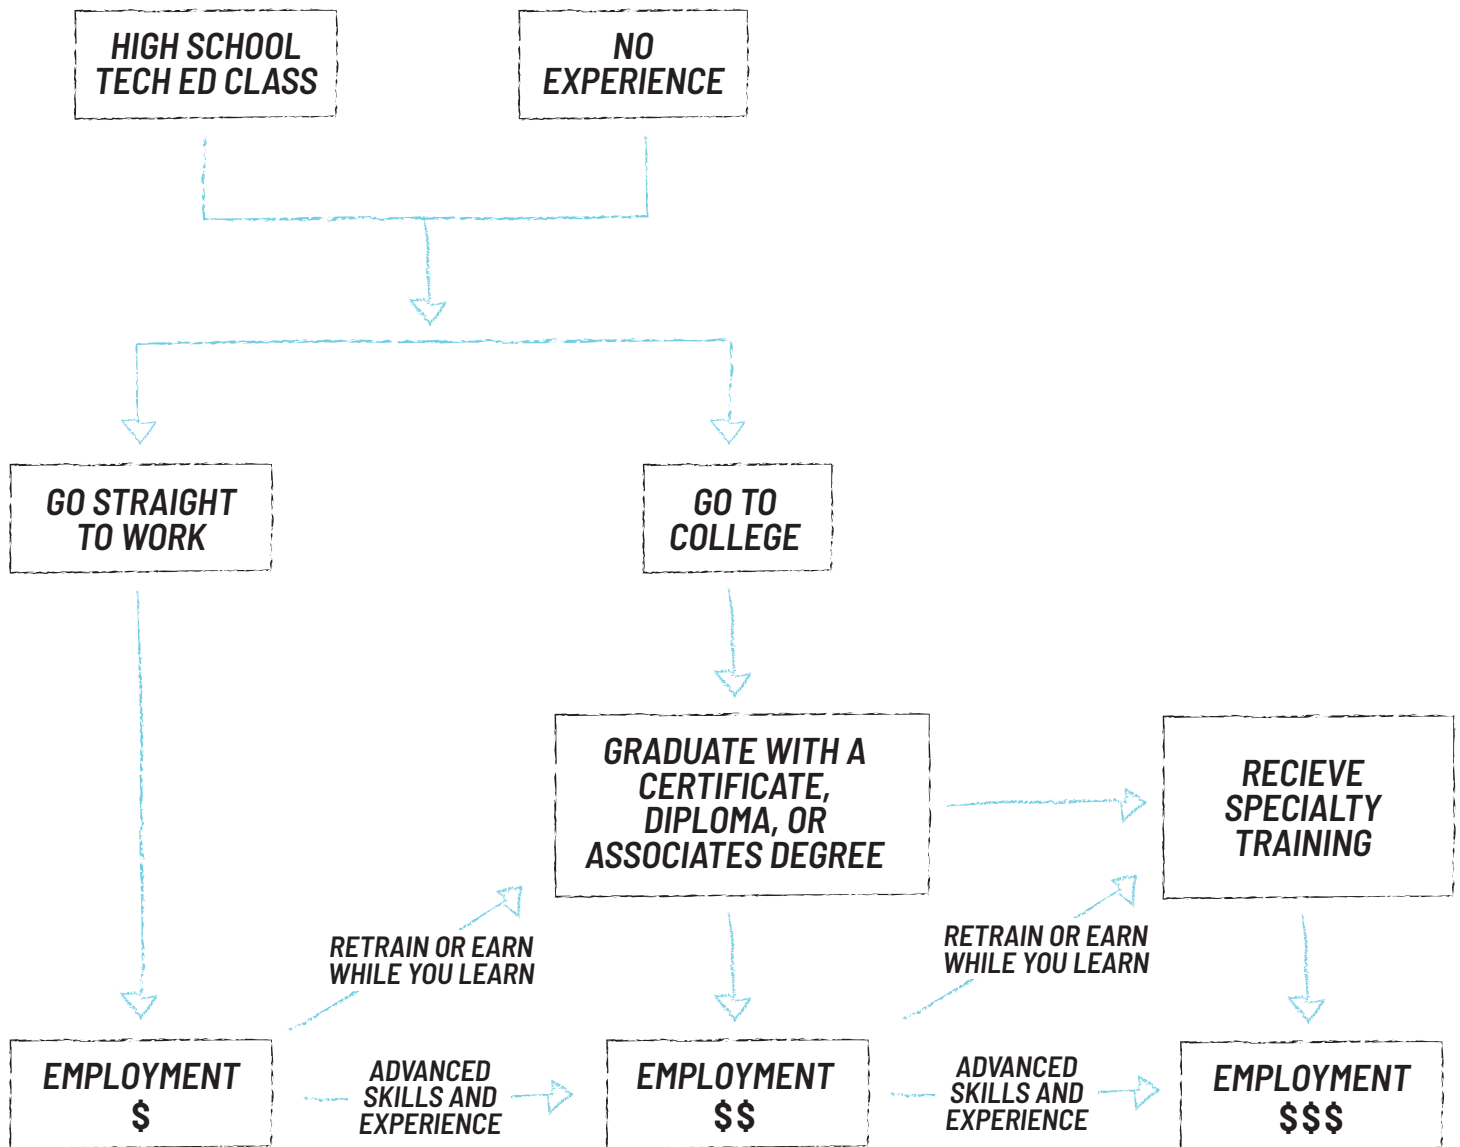 HIGH SCHOOL
TECH ED CLASS
NO
EXPERIENCE
GO STRAIGHT
TO WORK
GO TO
COLLEGE
GRADUATE WITH A
CERTIFICATE,
DIPLOMA, OR
ASSOCIATES DEGREE
RECIEVE
SPECIALTY
TRAINING
RETRAIN OR EARN
WHILE YOU LEARN
RETRAIN OR EARN
WHILE YOU LEARN
EMPLOYMENT
$
ADVANCED
SKILLS AND
EXPERIENCE
EMPLOYMENT
$$
ADVANCED
SKILLS AND
EXPERIENCE
EMPLOYMENT
$$$